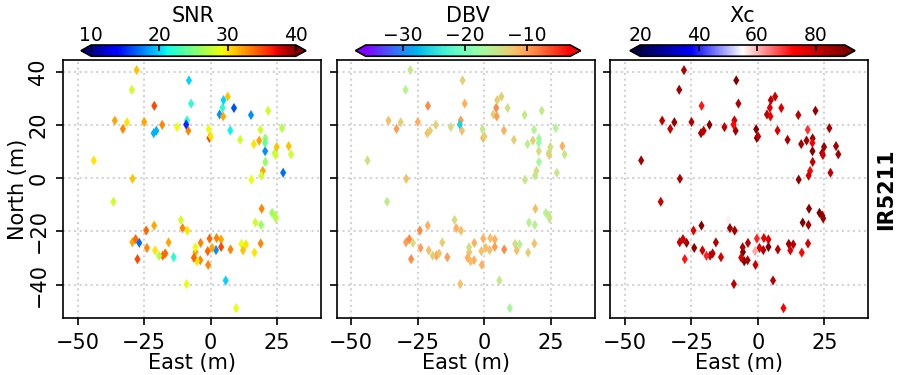 SNR DBV Xc
10 20 30 40 −30 −20 −10 20 40 60 80
40
20
0
−20
−40
North (m)
−50 −25 0 25 −50 −25 0 25 −50 −25 0 25
East (m) East (m) East (m)
IR5211